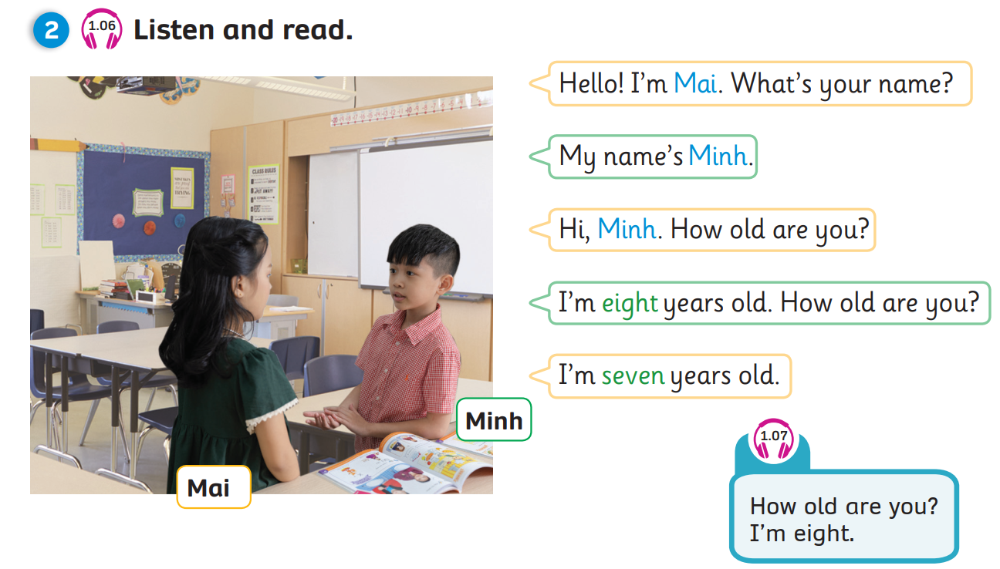 2 1.06 Listen and read.
CLASS RULES
Mai
Minh
Hello! I'm Mai. What's your name?
My name's Minh.
Hi, Minh. How old are you?
I'm eight years old. How old are you?
I'm seven years old.
1.07
How old are you?
I'm eight.